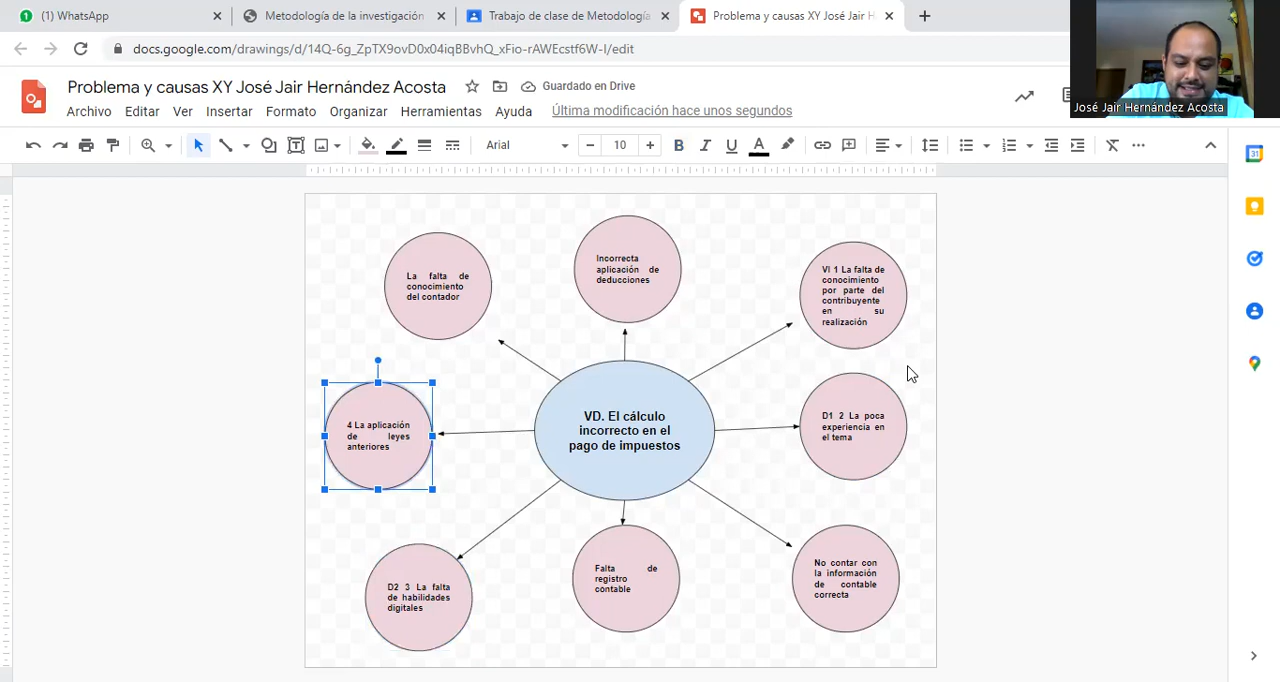 (1) WhatsApp
Metodología de la investigación
Trabajo de clase de Metodología
Problema y causas XY José Jair H
docs.google.com/drawings/d/14Q-6g_ZpTX9ovD0x04iqBBvhQ_xFio-rAWEcstf6W-I/edit
Problema y causas XY José Jair Hernández Acosta
Guardado en Drive
Archivo Editar Ver Insertar Formato Organizar Herramientas Ayuda
Última modificación hace unos segundos
José Jair Hernández Acosta
Arial
10
31
La falta de
conocimiento
del contador
Incorrecta
aplicación de
deducciones
VI 1 La falta de
conocimiento
por parte del
contribuyente
en su
realización
4 La aplicación
de leyes
anteriores
VD. El cálculo
incorrecto en el
pago de impuestos
D1 2 La poca
experiencia en
el tema
D2 3 La falta
de habilidades
digitales
Falta de
registro
contable
No contar con
la información
de contable
correcta